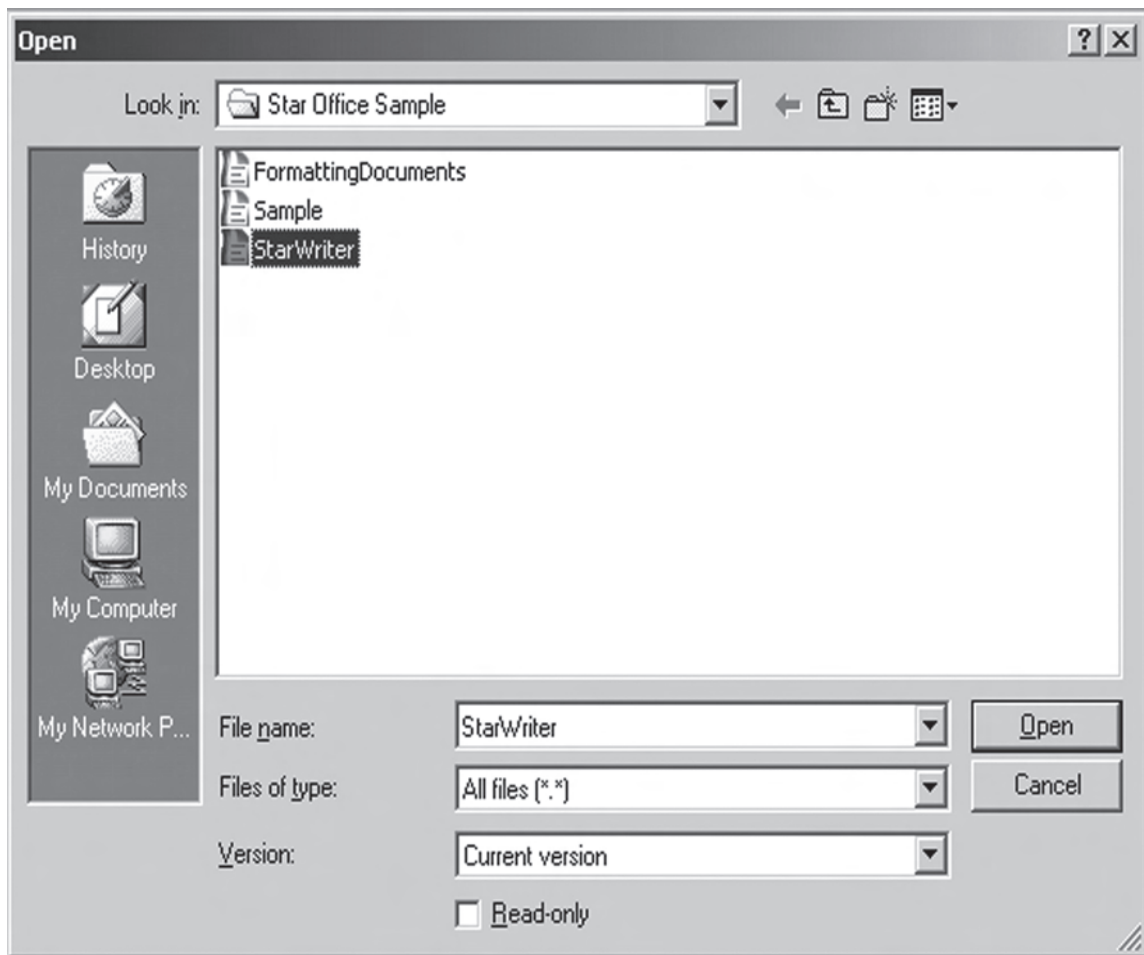 Open
Look in: Star Office Sample
FormattingDocuments
Sample
StarWriter
History
Desktop
My Documents
My Computer
My Network P...
File name: StarWriter Open
Files of type: All files (*.*) Cancel
Version: Current version
Read-only